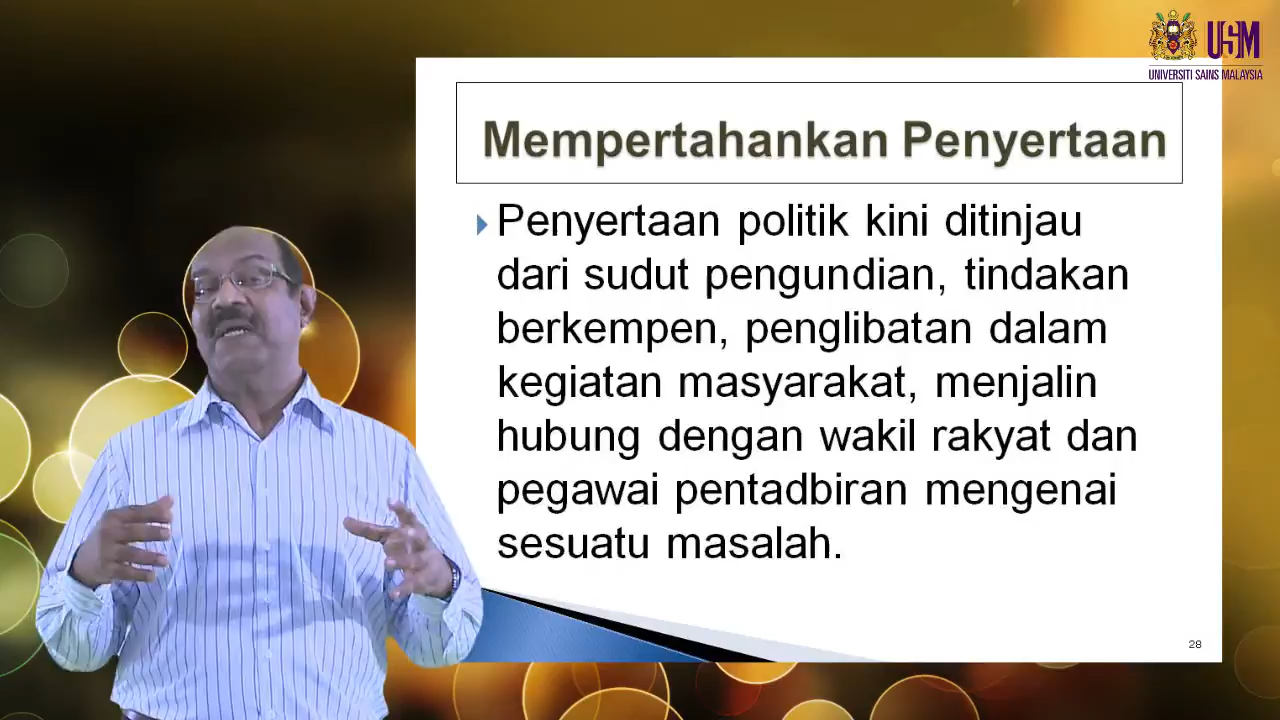 USM
UNIVERSITI SAINS MALAYSIA
Mempertahankan Penyertaan
Penyertaan politik kini ditinjau
dari sudut pengundian, tindakan
berkempen, penglibatan dalam
kegiatan masyarakat, menjalin
hubung dengan wakil rakyat dan
pegawai pentadbiran mengenai
sesuatu masalah.
28